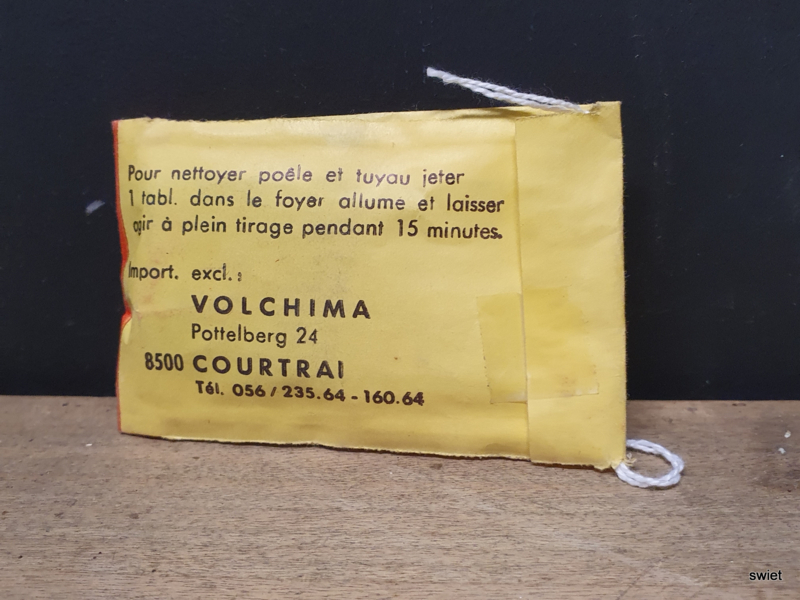 Pour nettoyer poêle et tuyau jeter
1 tabl. dans le foyer allume et laisser
agir à plein tirage pendant 15 minutes.
Import. excl.:
VOLCHIMA
Pottelberg 24
8500 COURTRAI
Tél. 056/235.64-160.64
swiet